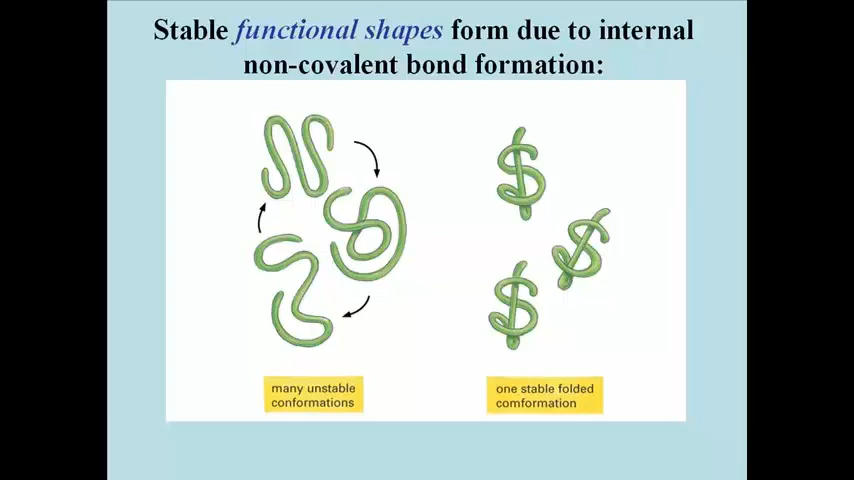 Stable functional shapes form due to internal
non-covalent bond formation:
many unstable
conformations
one stable folded
comformation